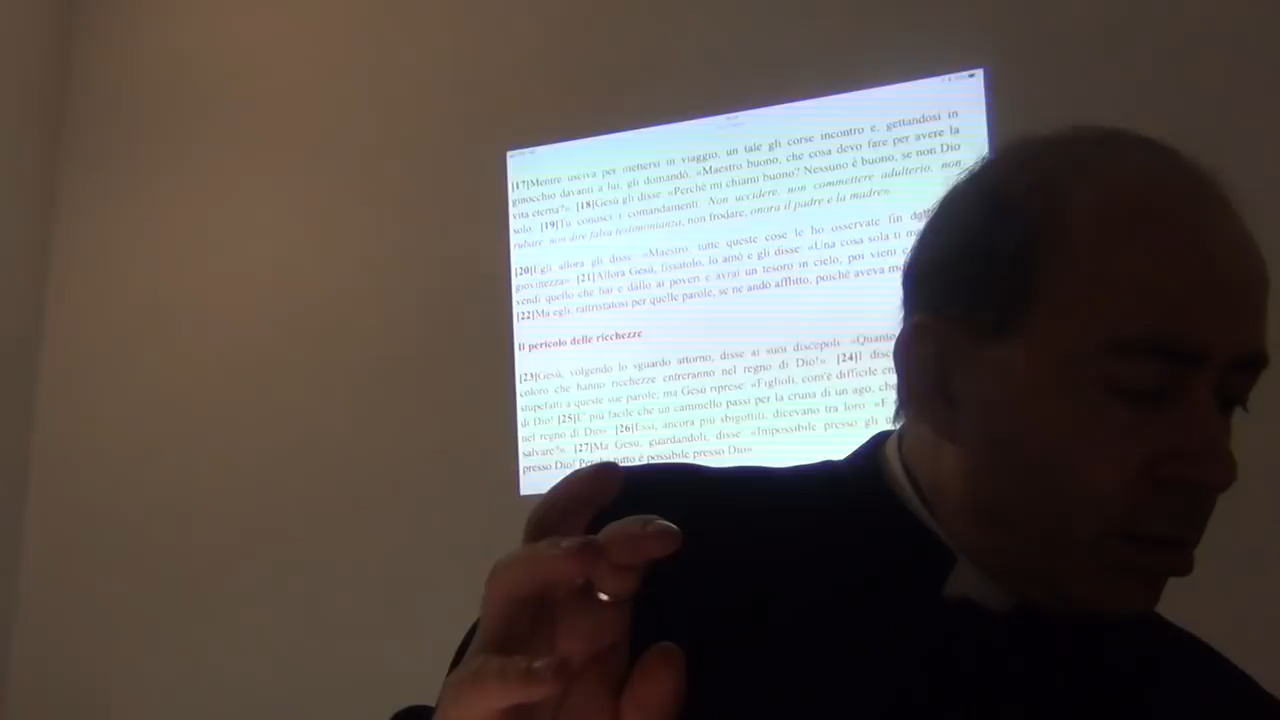 [17]Mentre usciva per mettersi in viaggio, un tale gli corse incontro e, gettandosi in
ginocchio davanti a lui, gli domandò: «Maestro buono, che cosa devo fare per avere la
vita eterna?». [18]Gesù gli disse: «Perché mi chiami buono? Nessuno è buono, se non Dio
solo. [19]Tu conosci i comandamenti: Non uccidere, non commettere adulterio, non
rubare, non dire falsa testimonianza, non frodare, onora il padre e la madre».
[20]Egli allora gli disse: «Maestro, tutte queste cose le ho osservate fin
giovinezza». [21]Allora Gesù, fissatolo, lo amò e gli disse: «Una cosa sola ti
vendi quello che hai e dallo ai poveri e avrai un tesoro in cielo; poi vieni e
[22]Ma egli, rattristatosi per quelle parole, se ne andò afflitto, poiché aveva
Il pericolo delle ricchezze
[23]Gesù, volgendo lo sguardo attorno, disse ai suoi discepoli: «Quanto
coloro che hanno ricchezze entreranno nel regno di Dio!». [24]I
stupefatti a queste sue parole; ma Gesù riprese: «Figlioli, com'è difficile
di Dio! [25]E' più facile che un cammello passi per la cruna di un ago, che
nel regno di Dio». [26]Essi, ancora più sbigottiti, dicevano tra loro: «E
salvare?». [27]Ma Gesù, guardandoli, disse: «Impossibile presso gli
presso Dio! Perché tutto è possibile presso Dio».